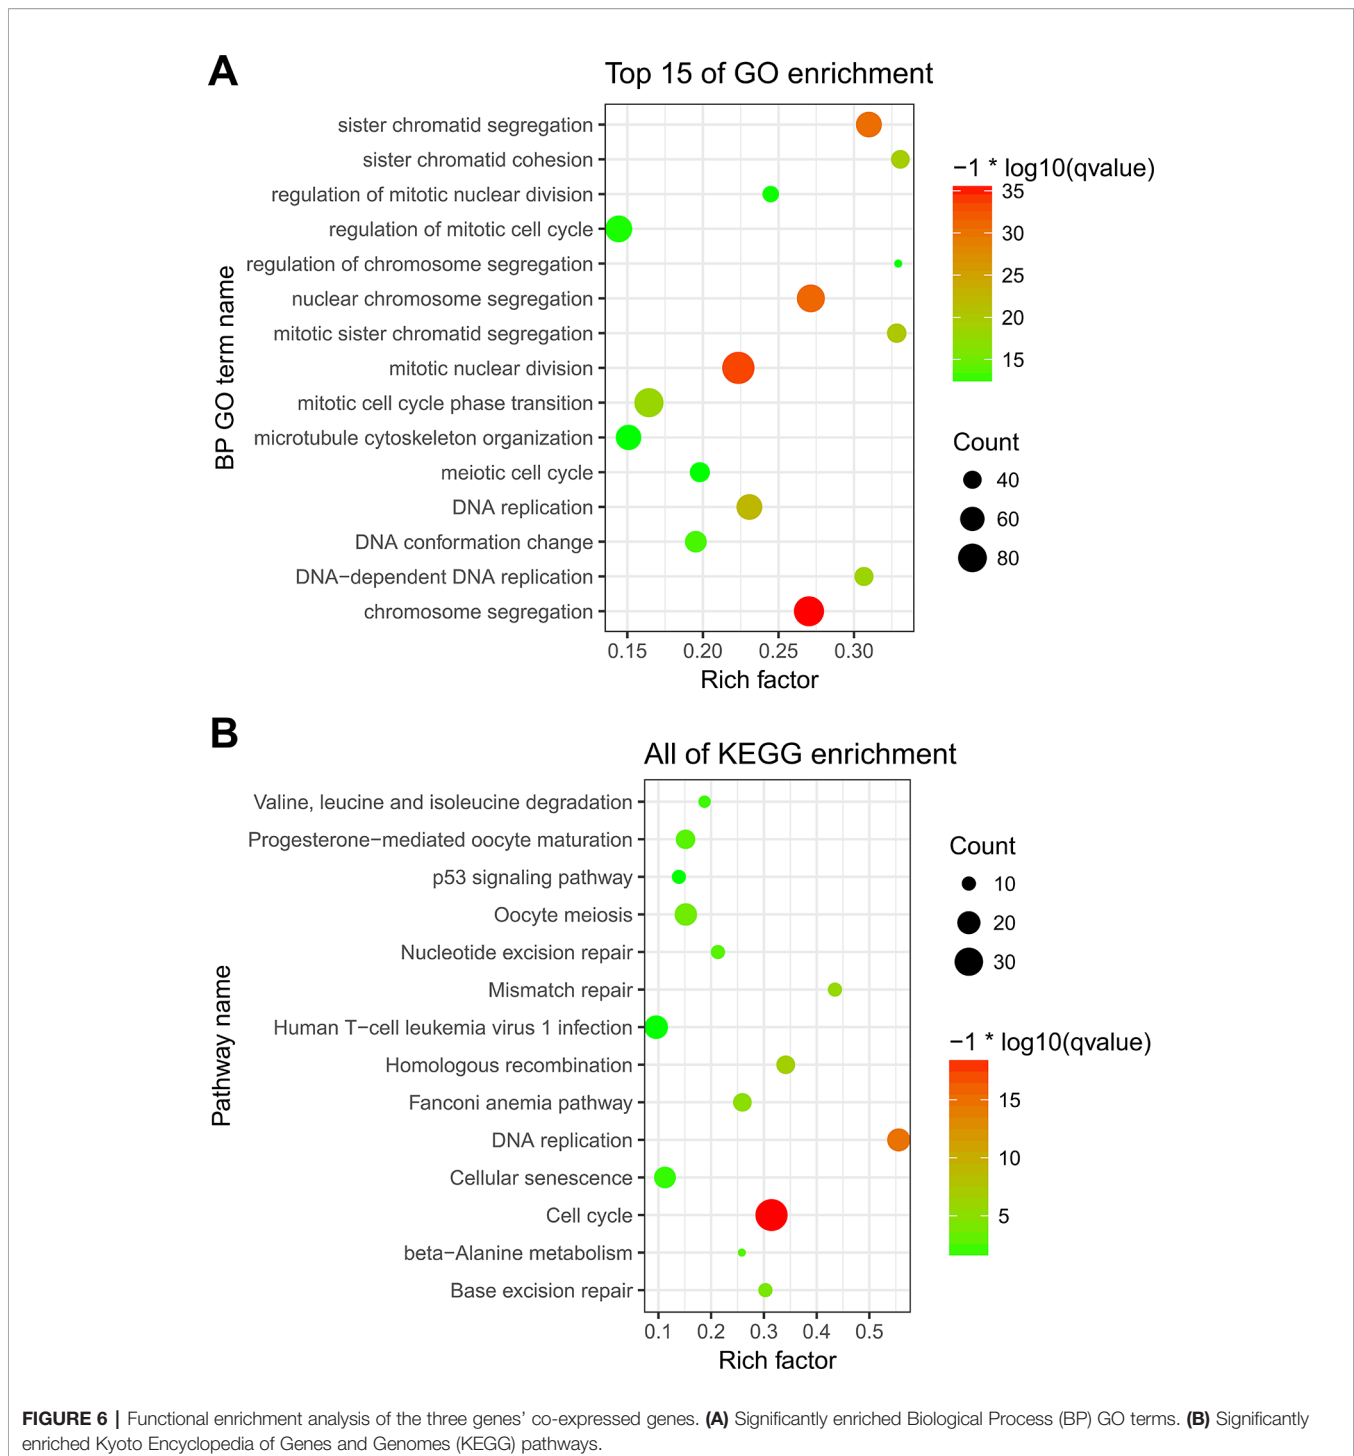 A
Top 15 of GO enrichment
BP GO term name
sister chromatid segregation
sister chromatid cohesion
regulation of mitotic nuclear division
regulation of mitotic cell cycle
regulation of chromosome segregation
nuclear chromosome segregation
mitotic sister chromatid segregation
mitotic nuclear division
mitotic cell cycle phase transition
microtubule cytoskeleton organization
meiotic cell cycle
DNA replication
DNA conformation change
DNA−dependent DNA replication
chromosome segregation
0.15 0.20 0.25 0.30
Rich factor
−1 * log10(qvalue)
35
30
25
20
15
Count
40
60
80
B
All of KEGG enrichment
Pathway name
Valine, leucine and isoleucine degradation
Progesterone−mediated oocyte maturation
p53 signaling pathway
Oocyte meiosis
Nucleotide excision repair
Mismatch repair
Human T−cell leukemia virus 1 infection
Homologous recombination
Fanconi anemia pathway
DNA replication
Cellular senescence
Cell cycle
beta−Alanine metabolism
Base excision repair
0.1 0.2 0.3 0.4 0.5
Rich factor
Count
10
20
30
−1 * log10(qvalue)
15
10
5
FIGURE 6 | Functional enrichment analysis of the three genes’ co-expressed genes. (A) Significantly enriched Biological Process (BP) GO terms. (B) Significantly
enriched Kyoto Encyclopedia of Genes and Genomes (KEGG) pathways.